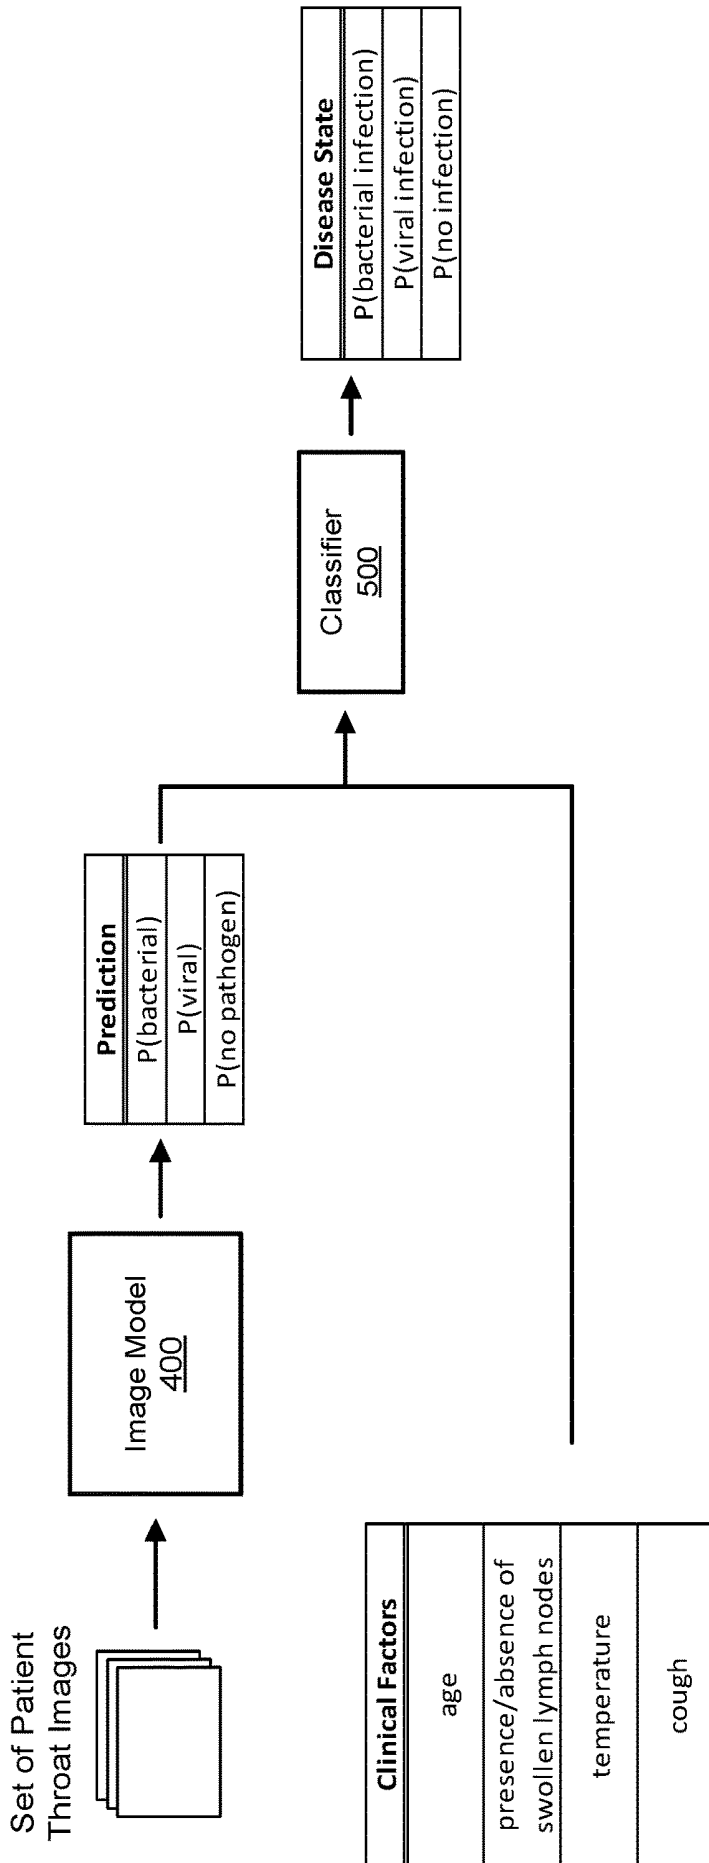 Set of Patient
Throat Images
Image Model
400
Prediction
P(bacterial)
P(viral)
P(no pathogen)
Clinical Factors
age
presence/absence of
swollen lymph nodes
temperature
cough
Classifier
500
Disease State
P(bacterial infection)
P(viral infection)
P(no infection)